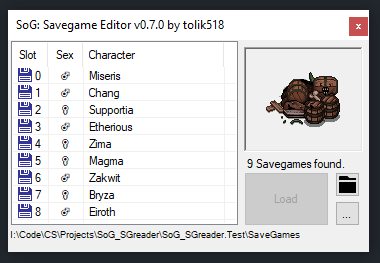 SoG: Savegame Editor v0.7.0 by tolik518
x
Slot Sex Character
0 Miseris
1 Chang
2 Supportia
3 Etherious
4 Zima
5 Magma
6 Zakwit
7 Bryza
8 Eiroth
9 Savegames found.
Load
...
I:\Code\CS\Projects\SoG_SGreader\SoG_SGreader.Test\SaveGames